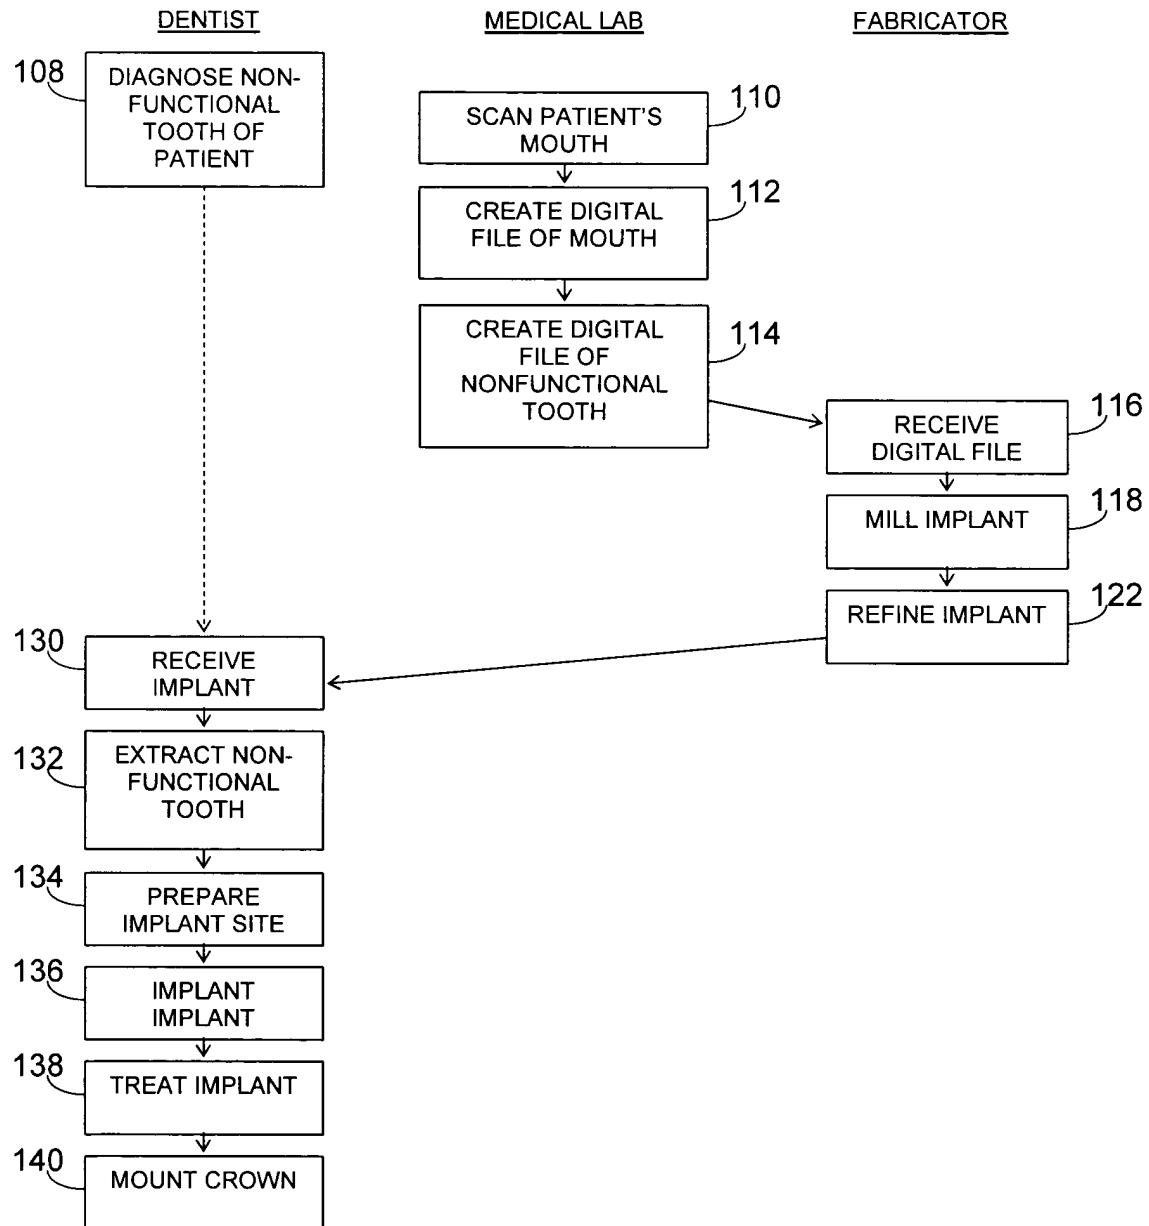 DENTIST
MEDICAL LAB
FABRICATOR
108
DIAGNOSE NON-
FUNCTIONAL
TOOTH OF
PATIENT
110
SCAN PATIENT'S
MOUTH
112
CREATE DIGITAL
FILE OF MOUTH
114
CREATE DIGITAL
FILE OF
NONFUNCTIONAL
TOOTH
116
RECEIVE
DIGITAL FILE
118
MILL IMPLANT
122
REFINE IMPLANT
130
RECEIVE
IMPLANT
132
EXTRACT NON-
FUNCTIONAL
TOOTH
134
PREPARE
IMPLANT SITE
136
IMPLANT
IMPLANT
138
TREAT IMPLANT
140
MOUNT CROWN